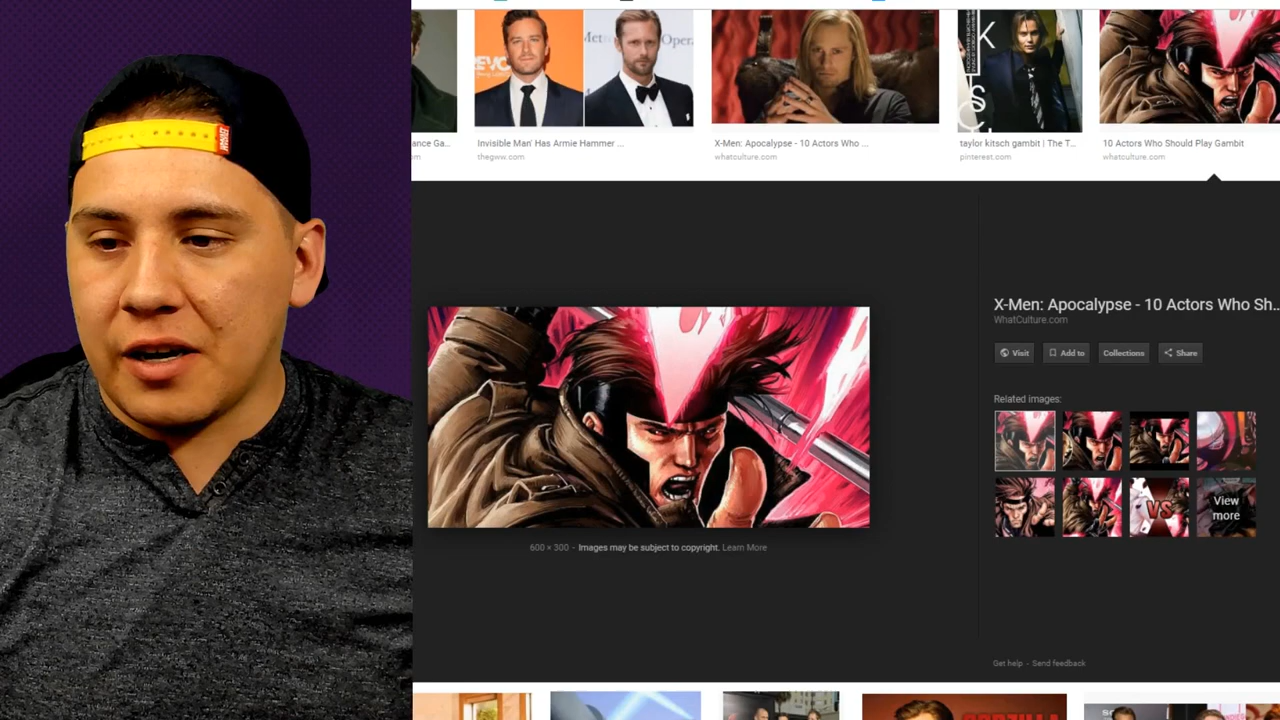 ance Ga...
Invisible Man' Has Armie Hammer ...
thegww.com
X-Men: Apocalypse - 10 Actors Who ...
whatculture.com
taylor kitsch gambit | The T...
pinterest.com
10 Actors Who Should Play Gambit
whatculture.com
X-Men: Apocalypse - 10 Actors Who Sh...
WhatCulture.com
Visit
Add to
Collections
Share
Related images:
VS
View
more
600 × 300 - Images may be subject to copyright. Learn More
Get help - Send feedback